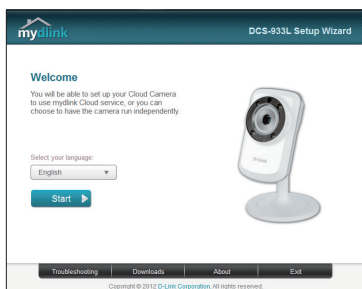 mydlink
DCS-933L Setup Wizard
Welcome
You will be able to set up your Cloud Camera
to use mydlink Cloud service, or you can
choose to have the camera run independently.
Select your language:
English
Start
D-Link
Troubleshooting
Downloads
About
Exit
Copyright © 2012 D-Link Corporation. All rights reserved.